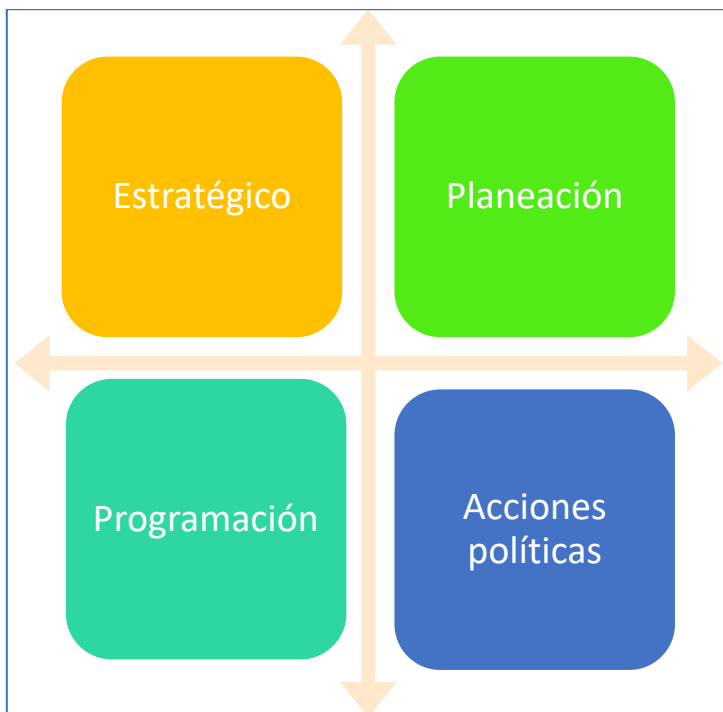 Estratégico
Planeación
Programación
Acciones
políticas